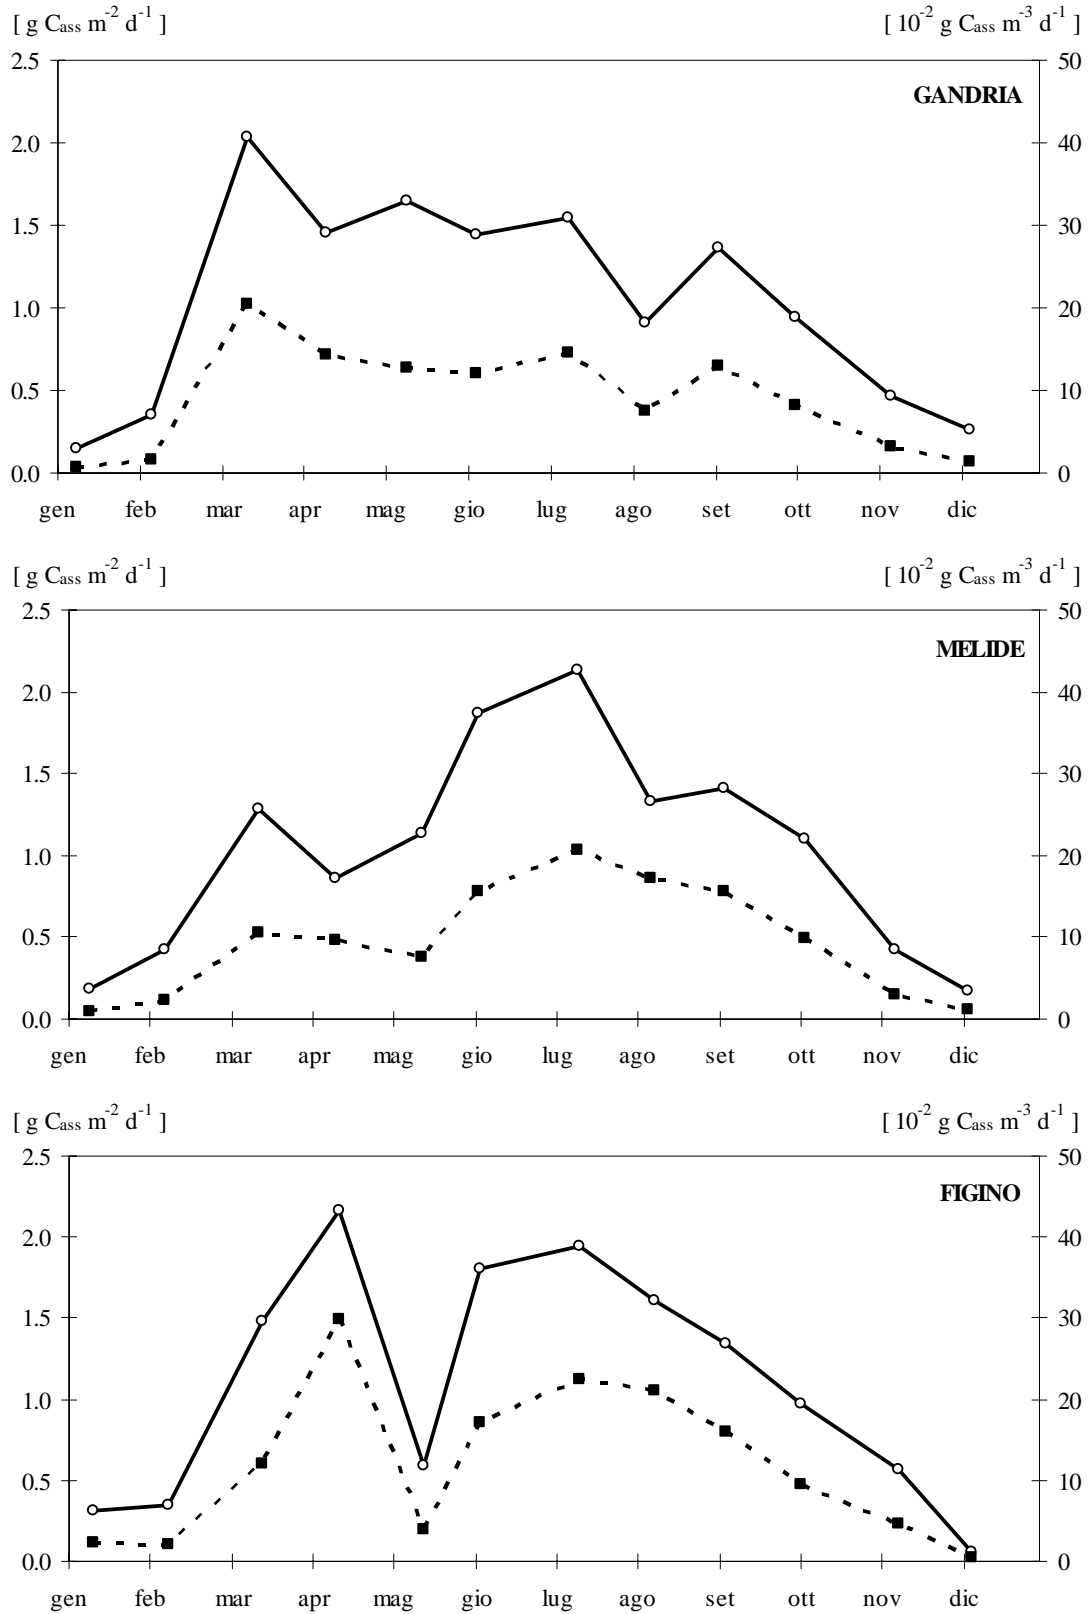 [ g Cass m-2 d-1 ] [ 10-2 g Cass m-3 d-1 ]
2.5 50
GANDRIA
2.0 40
1.5 30
1.0 20
0.5 10
0.0 0
gen feb mar apr mag gio lug ago set ott nov dic
[ g Cass m-2 d-1 ] [ 10-2 g Cass m-3 d-1 ]
2.5 50
MELIDE
2.0 40
1.5 30
1.0 20
0.5 10
0.0 0
gen feb mar apr mag gio lug ago set ott nov dic
[ g Cass m-2 d-1 ] [ 10-2 g Cass m-3 d-1 ]
2.5 50
FIGINO
2.0 40
1.5 30
1.0 20
0.5 10
0.0 0
gen feb mar apr mag gio lug ago set ott nov dic